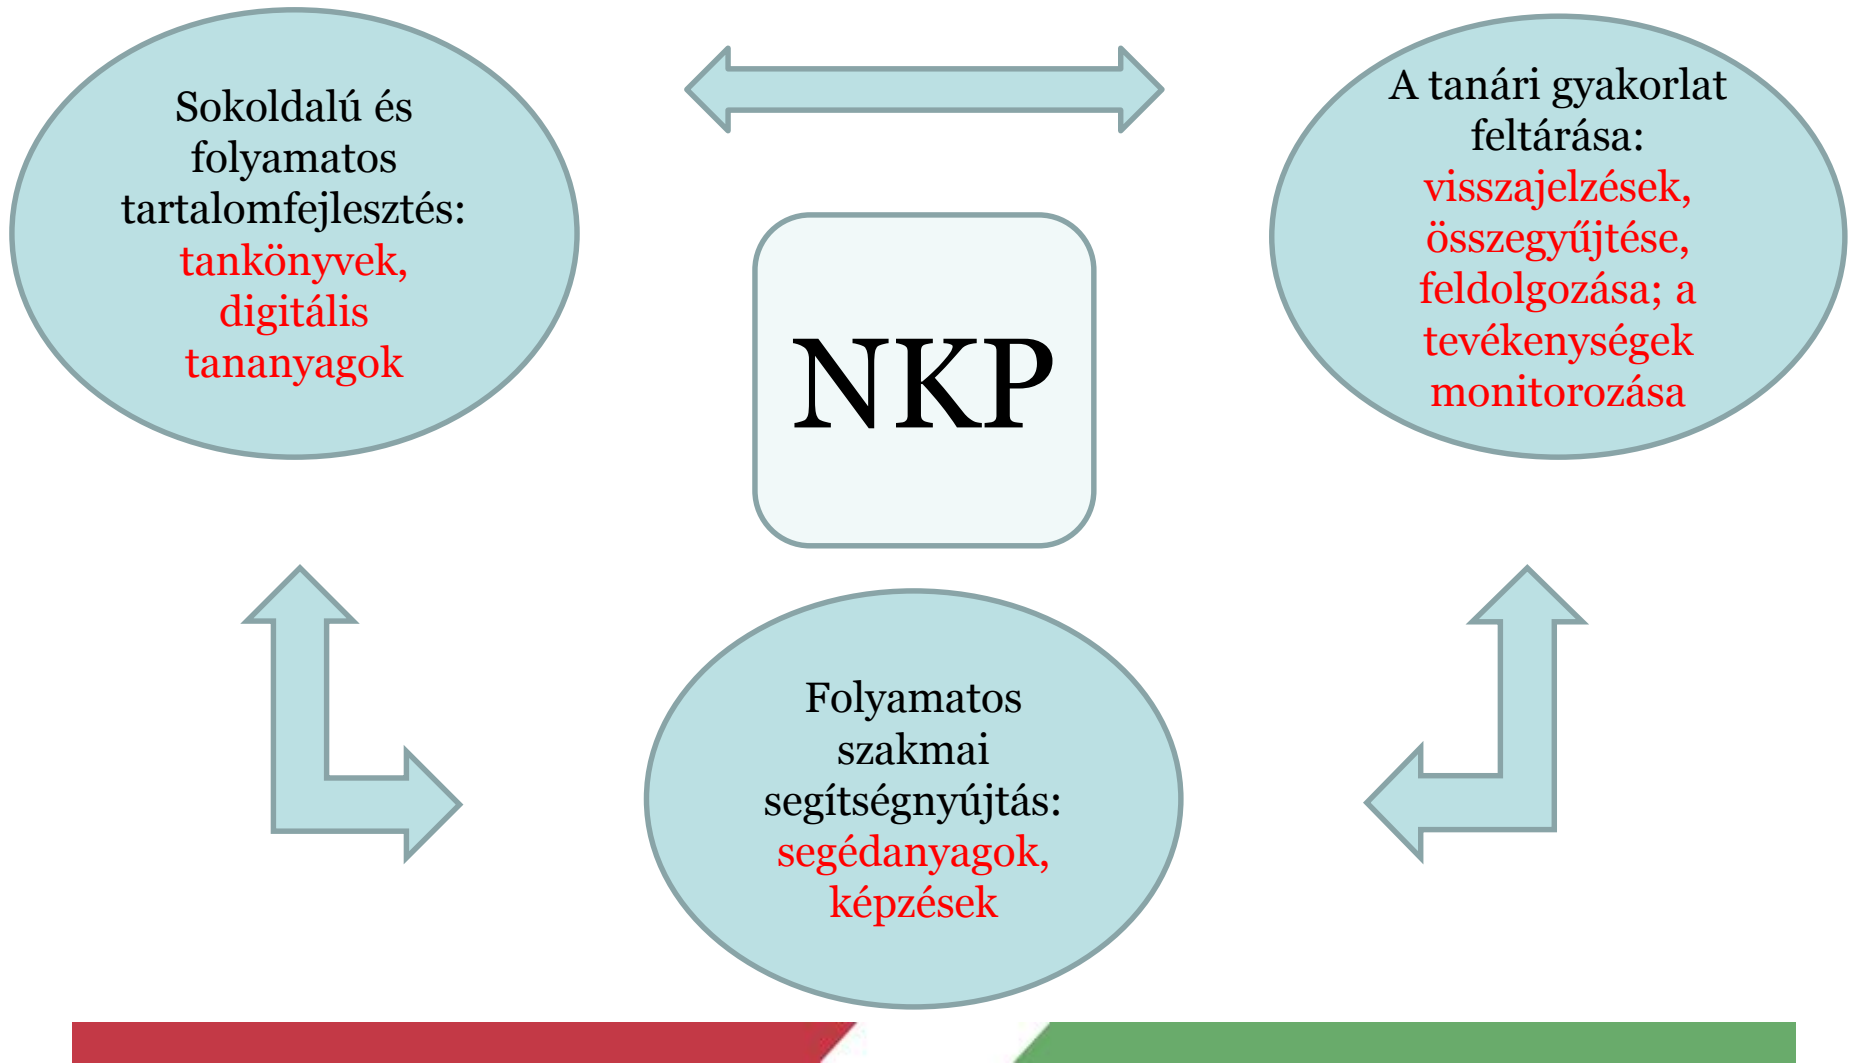 Sokoldalú és
folyamatos
tartalomfejlesztés:
tankönyvek,
digitális
tananyagok
A tanári gyakorlat
feltárása:
visszajelzések,
összegyűjtése,
feldolgozása; a
tevékenységek
monitorozása
NKP
Folyamatos
szakmai
segítségnyújtás:
segédanyagok,
képzések